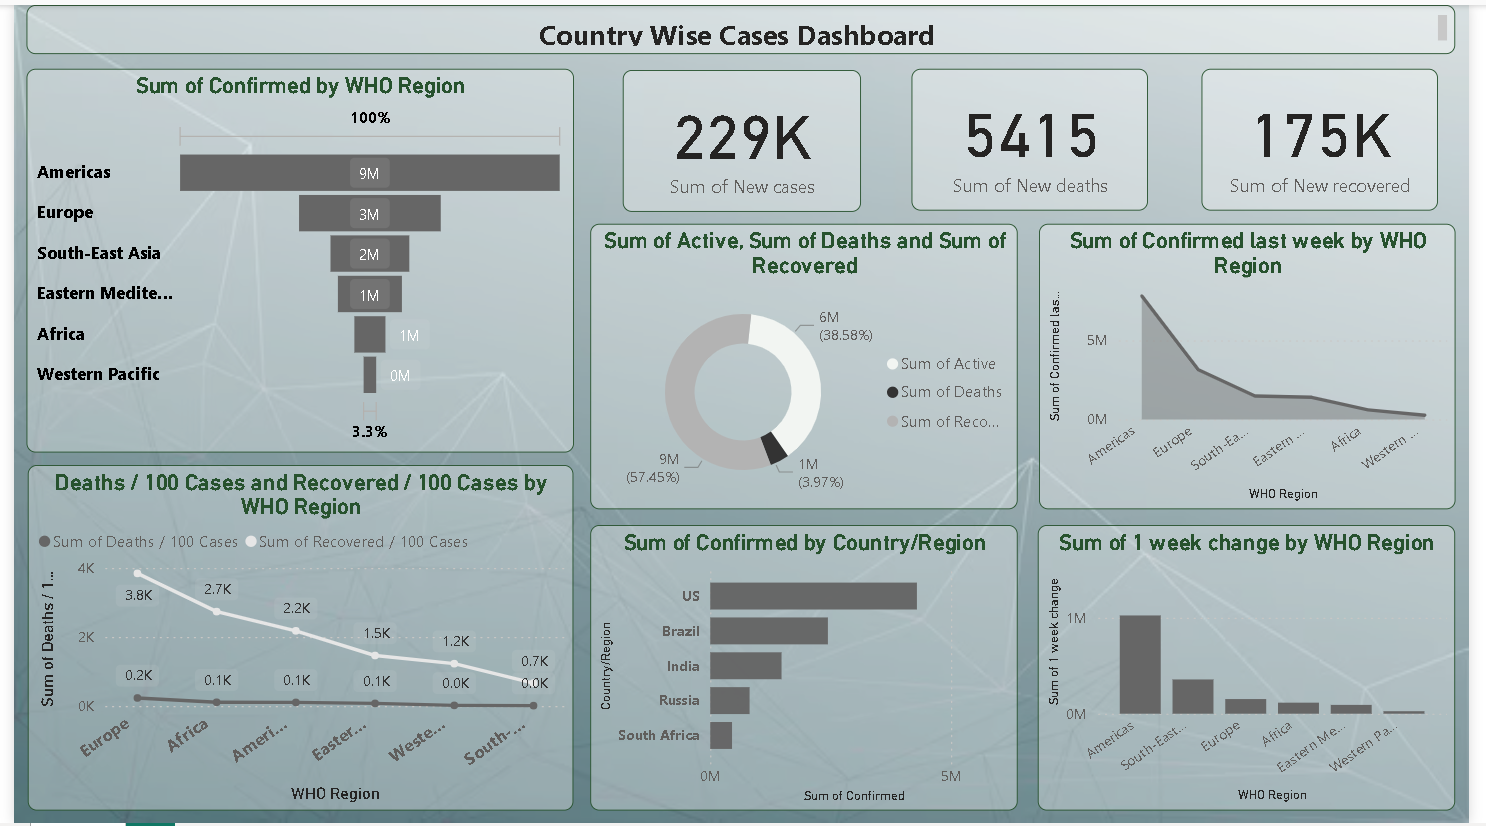 Country Wise Cases Dashboard
Sum of Confirmed by WHO Region
100%
Americas
9M
Europe
3M
South-East Asia
2M
Eastern Medite...
1M
Africa
1M
Western Pacific
0M
3.3%
229K
Sum of New cases
5415
Sum of New deaths
175K
Sum of New recovered
Sum of Active, Sum of Deaths and Sum of
Recovered
6M
(38.58%)
9M
(57.45%)
1M
(3.97%)
Sum of Active
Sum of Deaths
Sum of Reco...
Sum of Confirmed last week by WHO
Region
Sum of Confirmed las...
5M
0M
Americas
Europe
South-Ea...
Eastern ...
Africa
Western ...
WHO Region
Deaths / 100 Cases and Recovered / 100 Cases by
WHO Region
Sum of Deaths / 100 Cases
Sum of Recovered / 100 Cases
Sum of Deaths / 1...
4K
2K
0K
3.8K
2.7K
2.2K
1.5K
1.2K
0.7K
0.2K
0.1K
0.1K
0.1K
0.0K
0.0K
Europe
Africa
Ameri...
Easter...
Weste...
South-...
WHO Region
Sum of Confirmed by Country/Region
Country/Region
US
Brazil
India
Russia
South Africa
0M
5M
Sum of Confirmed
Sum of 1 week change by WHO Region
Sum of 1 week change
1M
0M
Americas
South-East...
Europe
Africa
Eastern Me...
Western Pa...
WHO Region